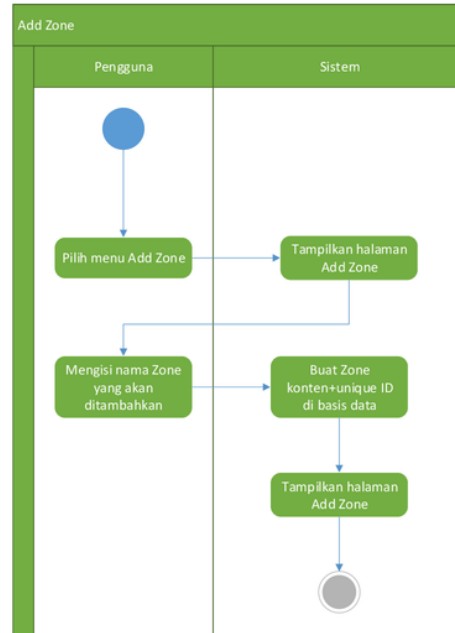 Add Zone
Pengguna
Sistem
Pilih menu Add Zone
Tampilkan halaman
Add Zone
Mengisi nama Zone
yang akan
ditambahkan
Buat Zone
konten+unique ID
di basis data
Tampilkan halaman
Add Zone